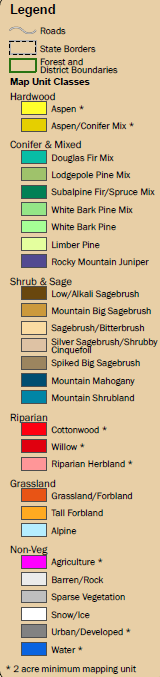 Legend
Roads
State Borders
Forest and
District Boundaries
Map Unit Classes
Hardwood
Aspen *
Aspen/Conifer Mix *
Conifer & Mixed
Douglas Fir Mix
Lodgepole Pine Mix
Subalpine Fir/Spruce Mix
White Bark Pine Mix
White Bark Pine
Limber Pine
Rocky Mountain Juniper
Shrub & Sage
Low/Alkali Sagebrush
Mountain Big Sagebrush
Sagebrush/Bitterbrush
Silver Sagebrush/Shrubby
Cinquefoil
Spiked Big Sagebrush
Mountain Mahogany
Mountain Shrubland
Riparian
Cottonwood *
Willow *
Riparian Herbland *
Grassland
Grassland/Forbland
Tall Forbland
Alpine
Non-Veg
Agriculture *
Barren/Rock
Sparse Vegetation
Snow/Ice
Urban/Developed *
Water *
* 2 acre minimum mapping unit